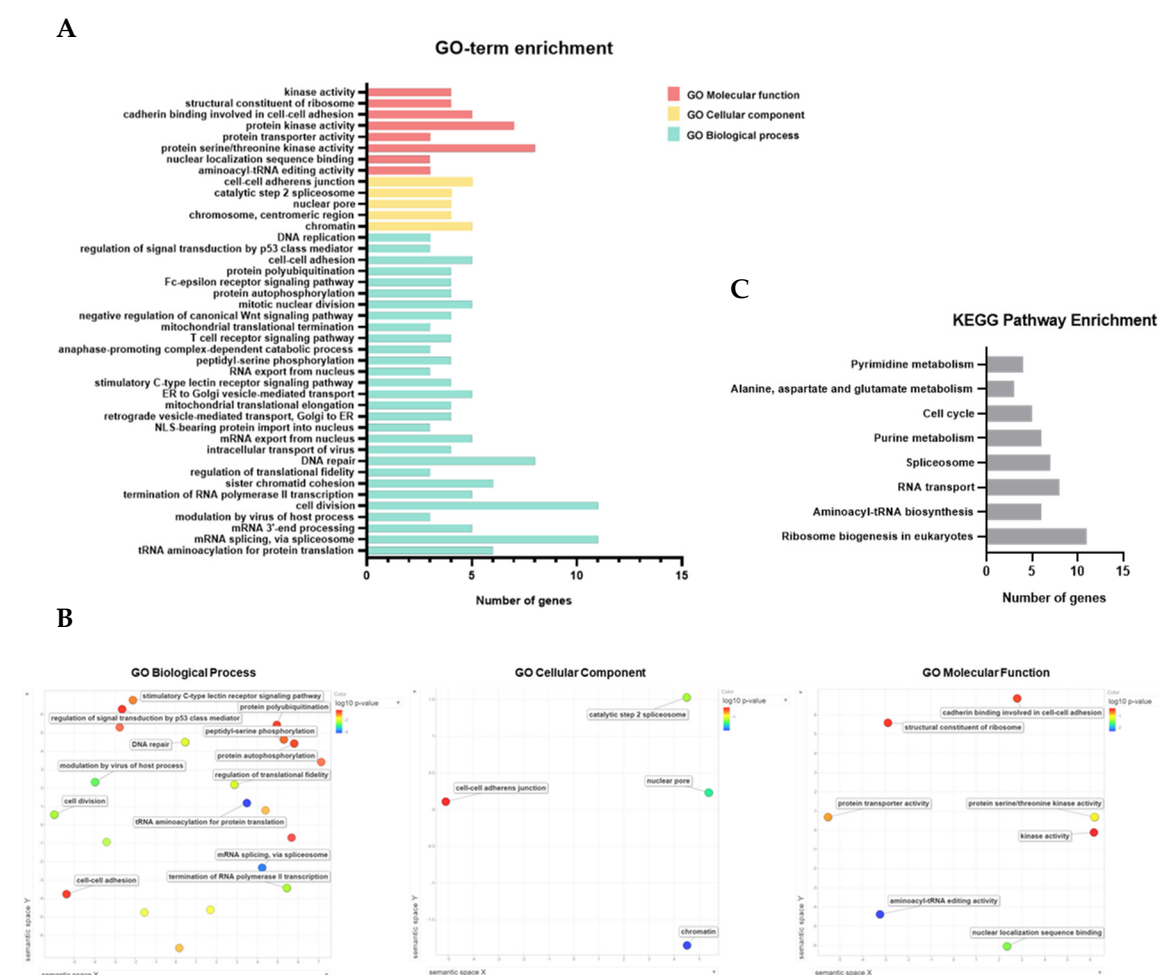 A
GO-term enrichment
kinase activity
structural constituent of ribosome
cadherin binding involved in cell-cell adhesion
protein kinase activity
protein transporter activity
protein serine/threonine kinase activity
nuclear localization sequence binding
aminoacyl-tRNA editing activity
cell-cell adherens junction
catalytic step 2 spliceosome
nuclear pore
chromosome, centromeric region
chromatin
DNA replication
regulation of signal transduction by p53 class mediator
cell-cell adhesion
protein polyubiquitination
Fc-epsilon receptor signaling pathway
protein autophosphorylation
mitotic nuclear division
negative regulation of canonical Wnt signaling pathway
mitochondrial translational termination
T cell receptor signaling pathway
anaphase-promoting complex-dependent catabolic process
peptidyl-serine phosphorylation
RNA export from nucleus
stimulatory C-type lectin receptor signaling pathway
ER to Golgi vesicle-mediated transport
mitochondrial translational elongation
retrograde vesicle-mediated transport, Golgi to ER
NLS-bearing protein import into nucleus
mRNA export from nucleus
intracellular transport of virus
DNA repair
regulation of translational fidelity
sister chromatid cohesion
termination of RNA polymerase II transcription
cell division
modulation by virus of host process
mRNA 3'-end processing
mRNA splicing, via spliceosome
tRNA aminoacylation for protein translation
0 5 10 15
Number of genes
GO Molecular function
GO Cellular component
GO Biological process
C
KEGG Pathway Enrichment
Pyrimidine metabolism
Alanine, aspartate and glutamate metabolism
Cell cycle
Purine metabolism
Spliceosome
RNA transport
Aminoacyl-tRNA biosynthesis
Ribosome biogenesis in eukaryotes
0 5 10 15
Number of genes
B
GO Biological Process
Color
log10 p-value
stimulatory C-type lectin receptor signaling pathway
protein polyubiquitination
regulation of signal transduction by p53 class mediator
peptidyl-serine phosphorylation
DNA repair
protein autophosphorylation
modulation by virus of host process
regulation of translational fidelity
cell division
tRNA aminoacylation for protein translation
mRNA splicing, via spliceosome
termination of RNA polymerase II transcription
cell-cell adhesion
semantic space Y
semantic space X
GO Cellular Component
Color
log10 p-value
catalytic step 2 spliceosome
nuclear pore
cell-cell adherens junction
chromatin
semantic space Y
semantic space X
GO Molecular Function
Color
log10 p-value
cadherin binding involved in cell-cell adhesion
structural constituent of ribosome
protein transporter activity
protein serine/threonine kinase activity
kinase activity
aminoacyl-tRNA editing activity
nuclear localization sequence binding
semantic space Y
semantic space X